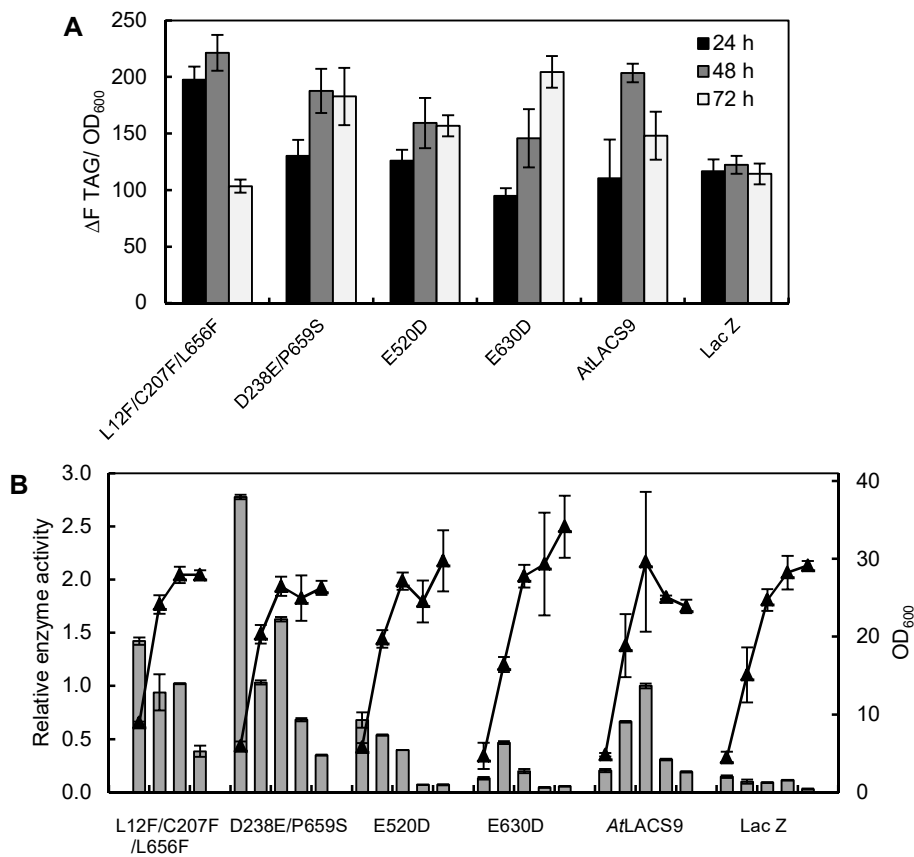 A
24 h
48 h
72 h
250
200
150
100
50
0
ΔF TAG/ OD600
L12F/C207F/L656F
D238E/P659S
E520D
E630D
AtLACS9
Lac Z
B
3.0
2.5
2.0
1.5
1.0
0.5
0.0
Relative enzyme activity
40
30
20
10
0
OD600
L12F/C207F
/L656F
D238E/P659S
E520D
E630D
AtLACS9
Lac Z